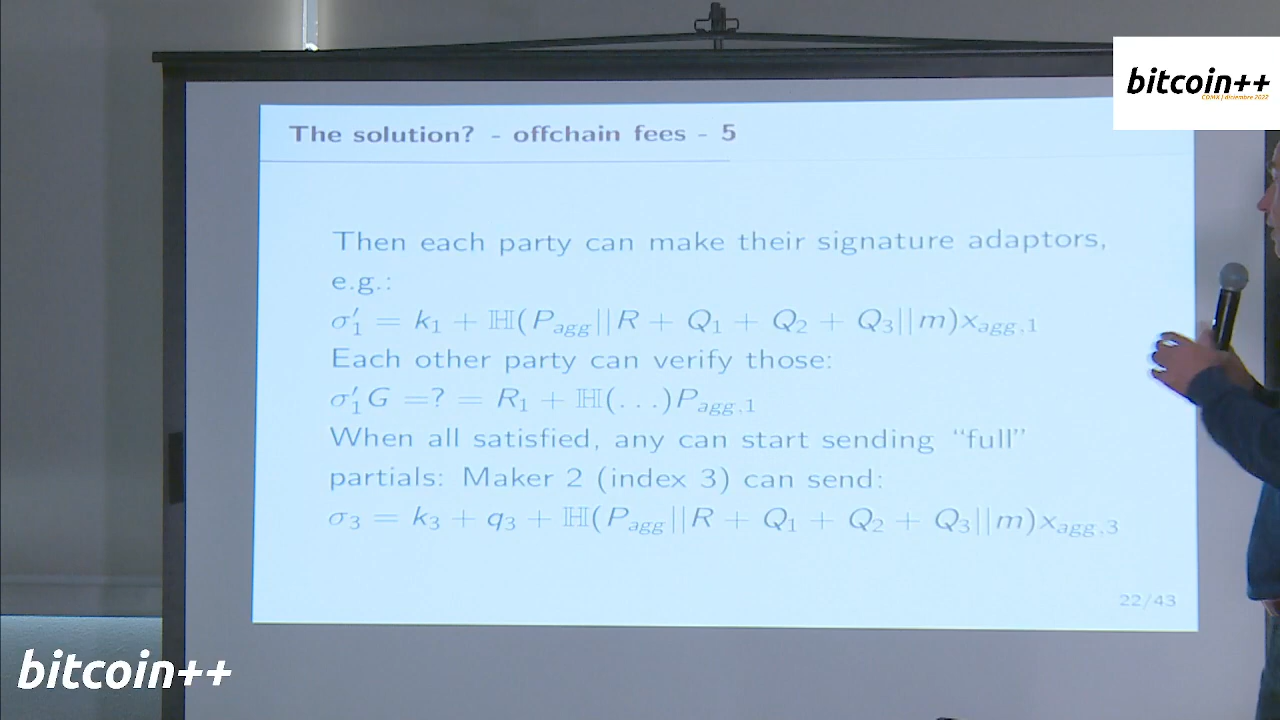 bitcoin++
CDMX | diciembre 2022
The solution? - offchain fees - 5
Then each party can make their signature adaptors,
e.g.:
σ′₁ = k₁ + ℍ(P_agg||R + Q₁ + Q₂ + Q₃||m)x_agg,1
Each other party can verify those:
σ′₁G =? = R₁ + ℍ(...)P_agg,1
When all satisfied, any can start sending “full”
partials: Maker 2 (index 3) can send:
σ₃ = k₃ + q₃ + ℍ(P_agg||R + Q₁ + Q₂ + Q₃||m)x_agg,3
22/43
bitcoin++